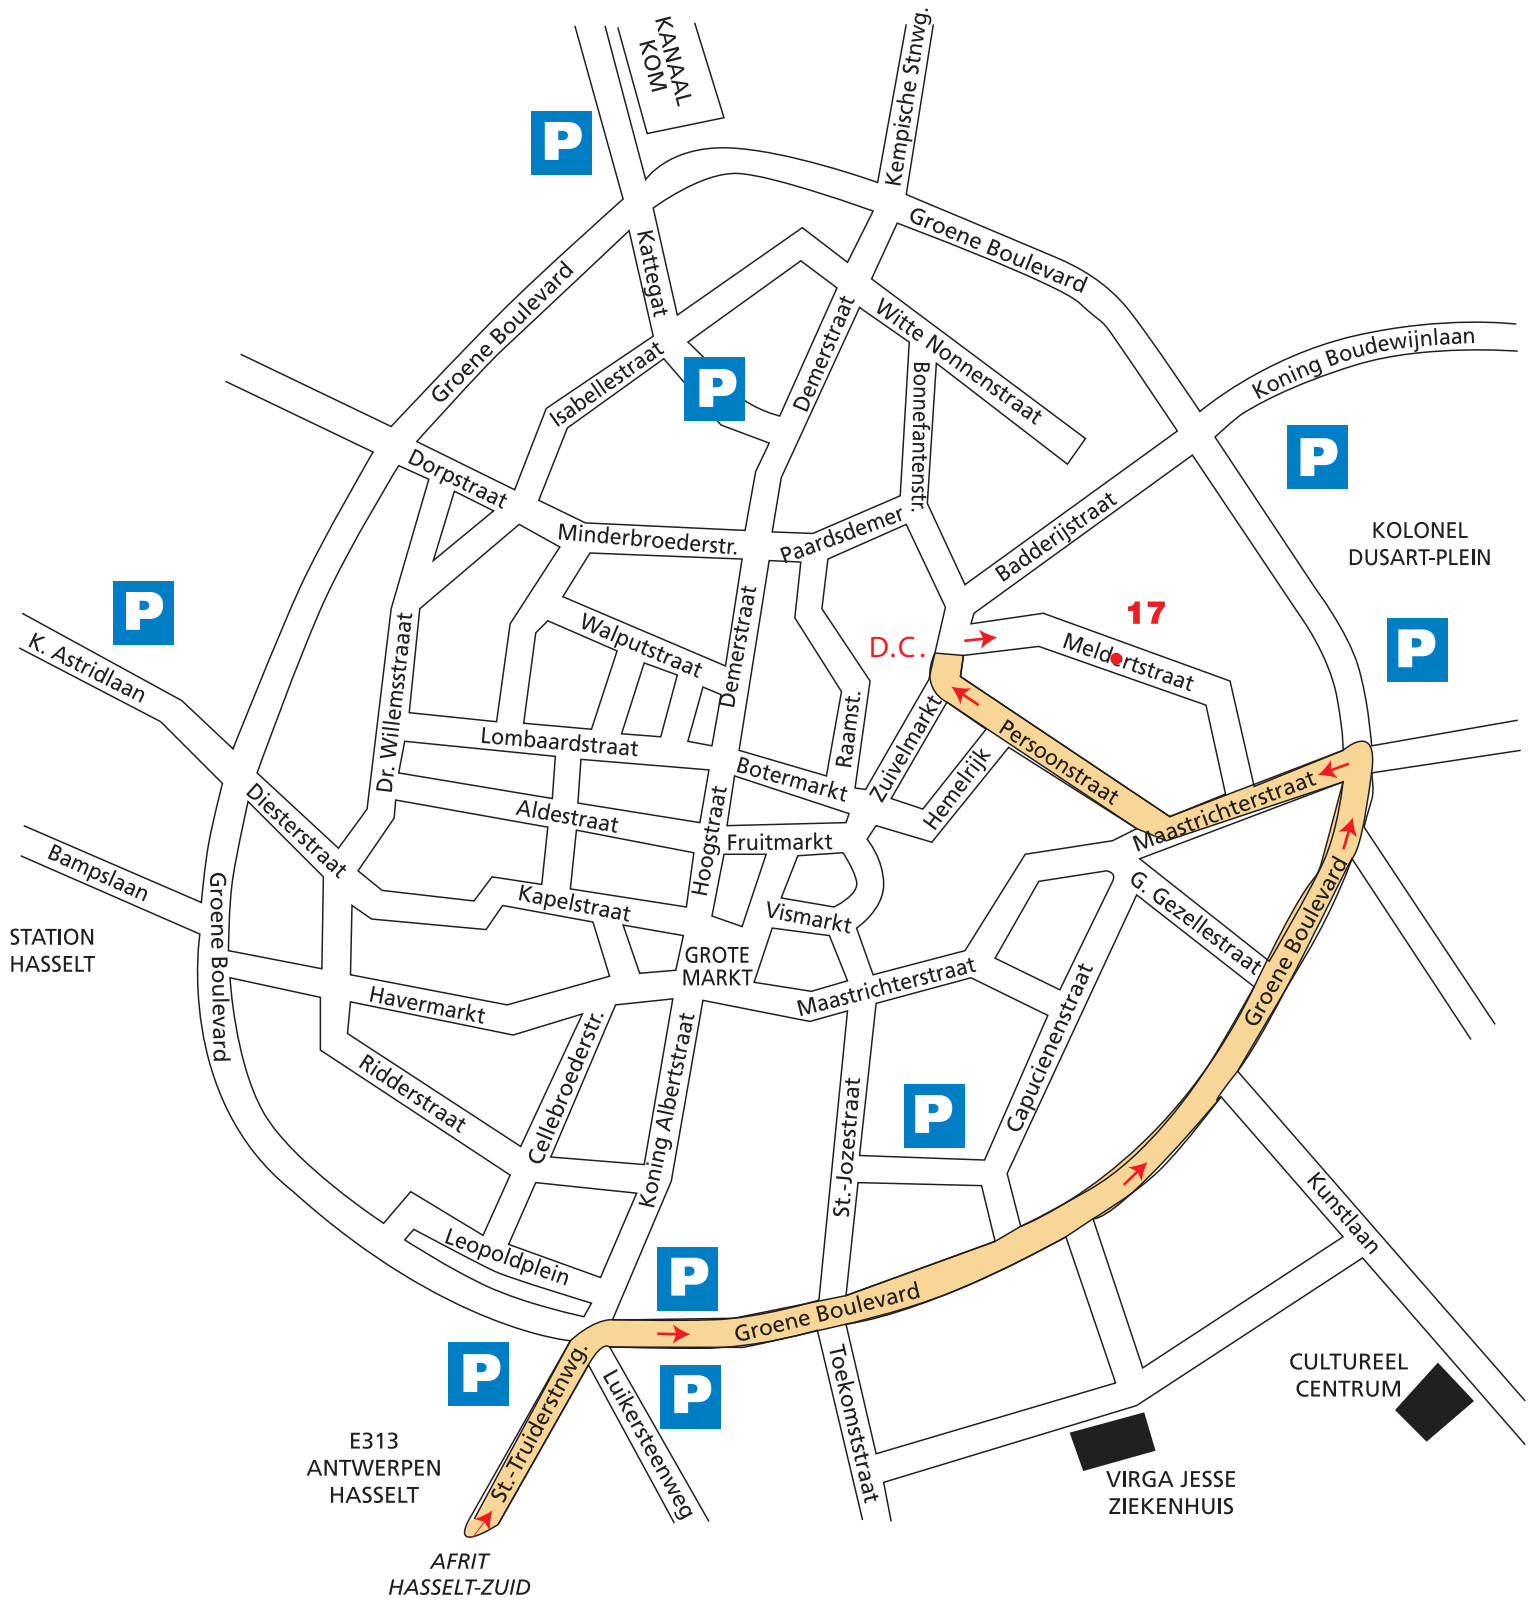 KANAAL
KOM
Kempische Stnwg.
P
Groene Boulevard
Kattegat
Groene Boulevard
Demerstraat
Witte Nonnenstraat
Koning Boudewijnlaan
Isabellestraat
P
Bonnefantenstr.
P
Dorpstraat
Minderbroederstr.
Paardsdemer
Badderijstraat
KOLONEL
DUSART-PLEIN
P
K. Astridlaan
Dr. Willemsstraaat
Walputstraat
Demerstraat
D.C.
17
Meldertstraat
P
Raamst.
Zuivelmarkt
Hemelrijk
Persoonstraat
Lombaardstraat
Botermarkt
Diesterstraat
Aldestraat
Hoogstraat
Fruitmarkt
Maastrichterstraat
Bampslaan
Kapelstraat
Vismarkt
G. Gezellestraat
Groene Boulevard
STATION
HASSELT
Groene Boulevard
GROTE
MARKT
Maastrichterstraat
Havermarkt
Cellebroederstr.
Koning Albertstraat
Capucienenstraat
Ridderstraat
St.-Jozestraat
P
Kunstlaan
Leopoldplein
P
Groene Boulevard
P
P
St.-Truiderstnwg.
Luikersteenweg
Toekomststraat
CULTUREEL
CENTRUM
E313
ANTWERPEN
HASSELT
VIRGA JESSE
ZIEKENHUIS
AFRIT
HASSELT-ZUID